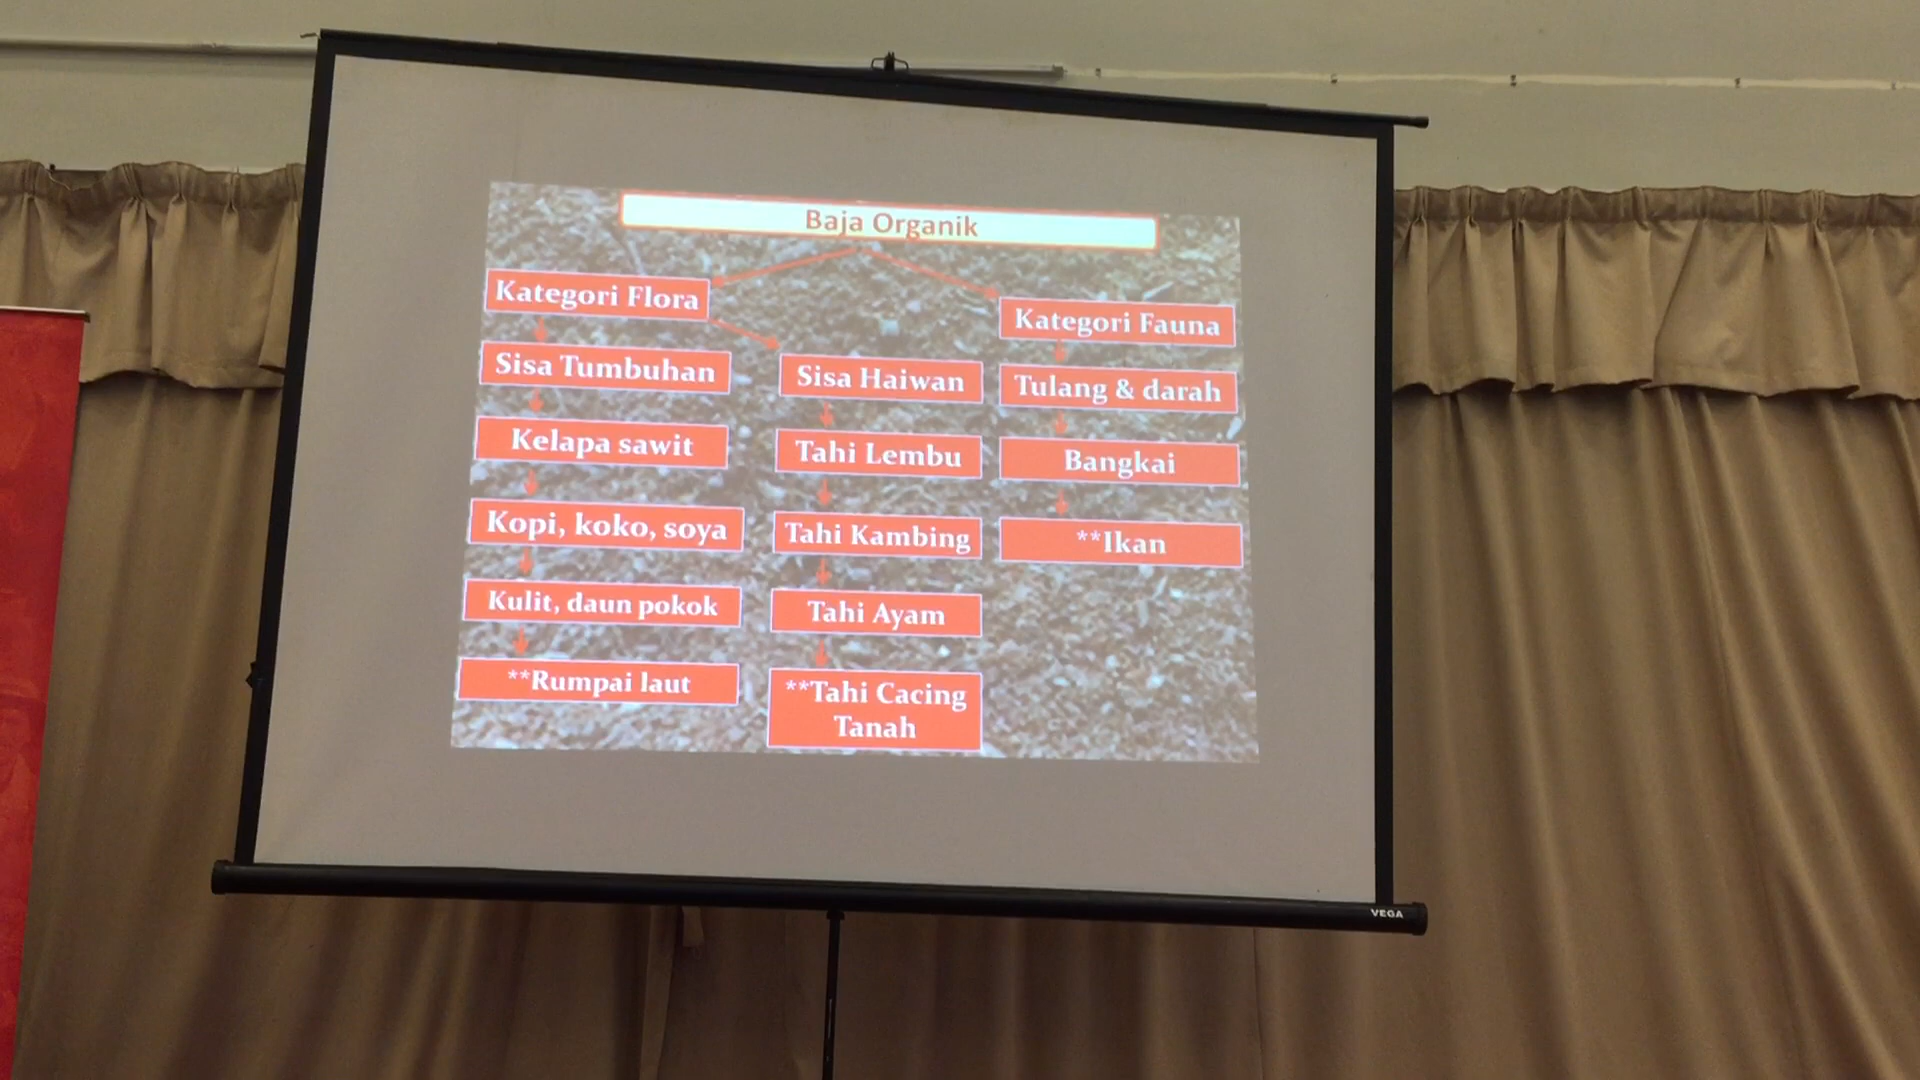 Baja Organik
Kategori Flora
Kategori Fauna
Sisa Tumbuhan
Sisa Haiwan
Tulang & darah
Kelapa sawit
Tahi Lembu
Bangkai
Kopi, koko, soya
Tahi Kambing
**Ikan
Kulit, daun pokok
Tahi Ayam
**Rumpai laut
**Tahi Cacing
Tanah
VEGA